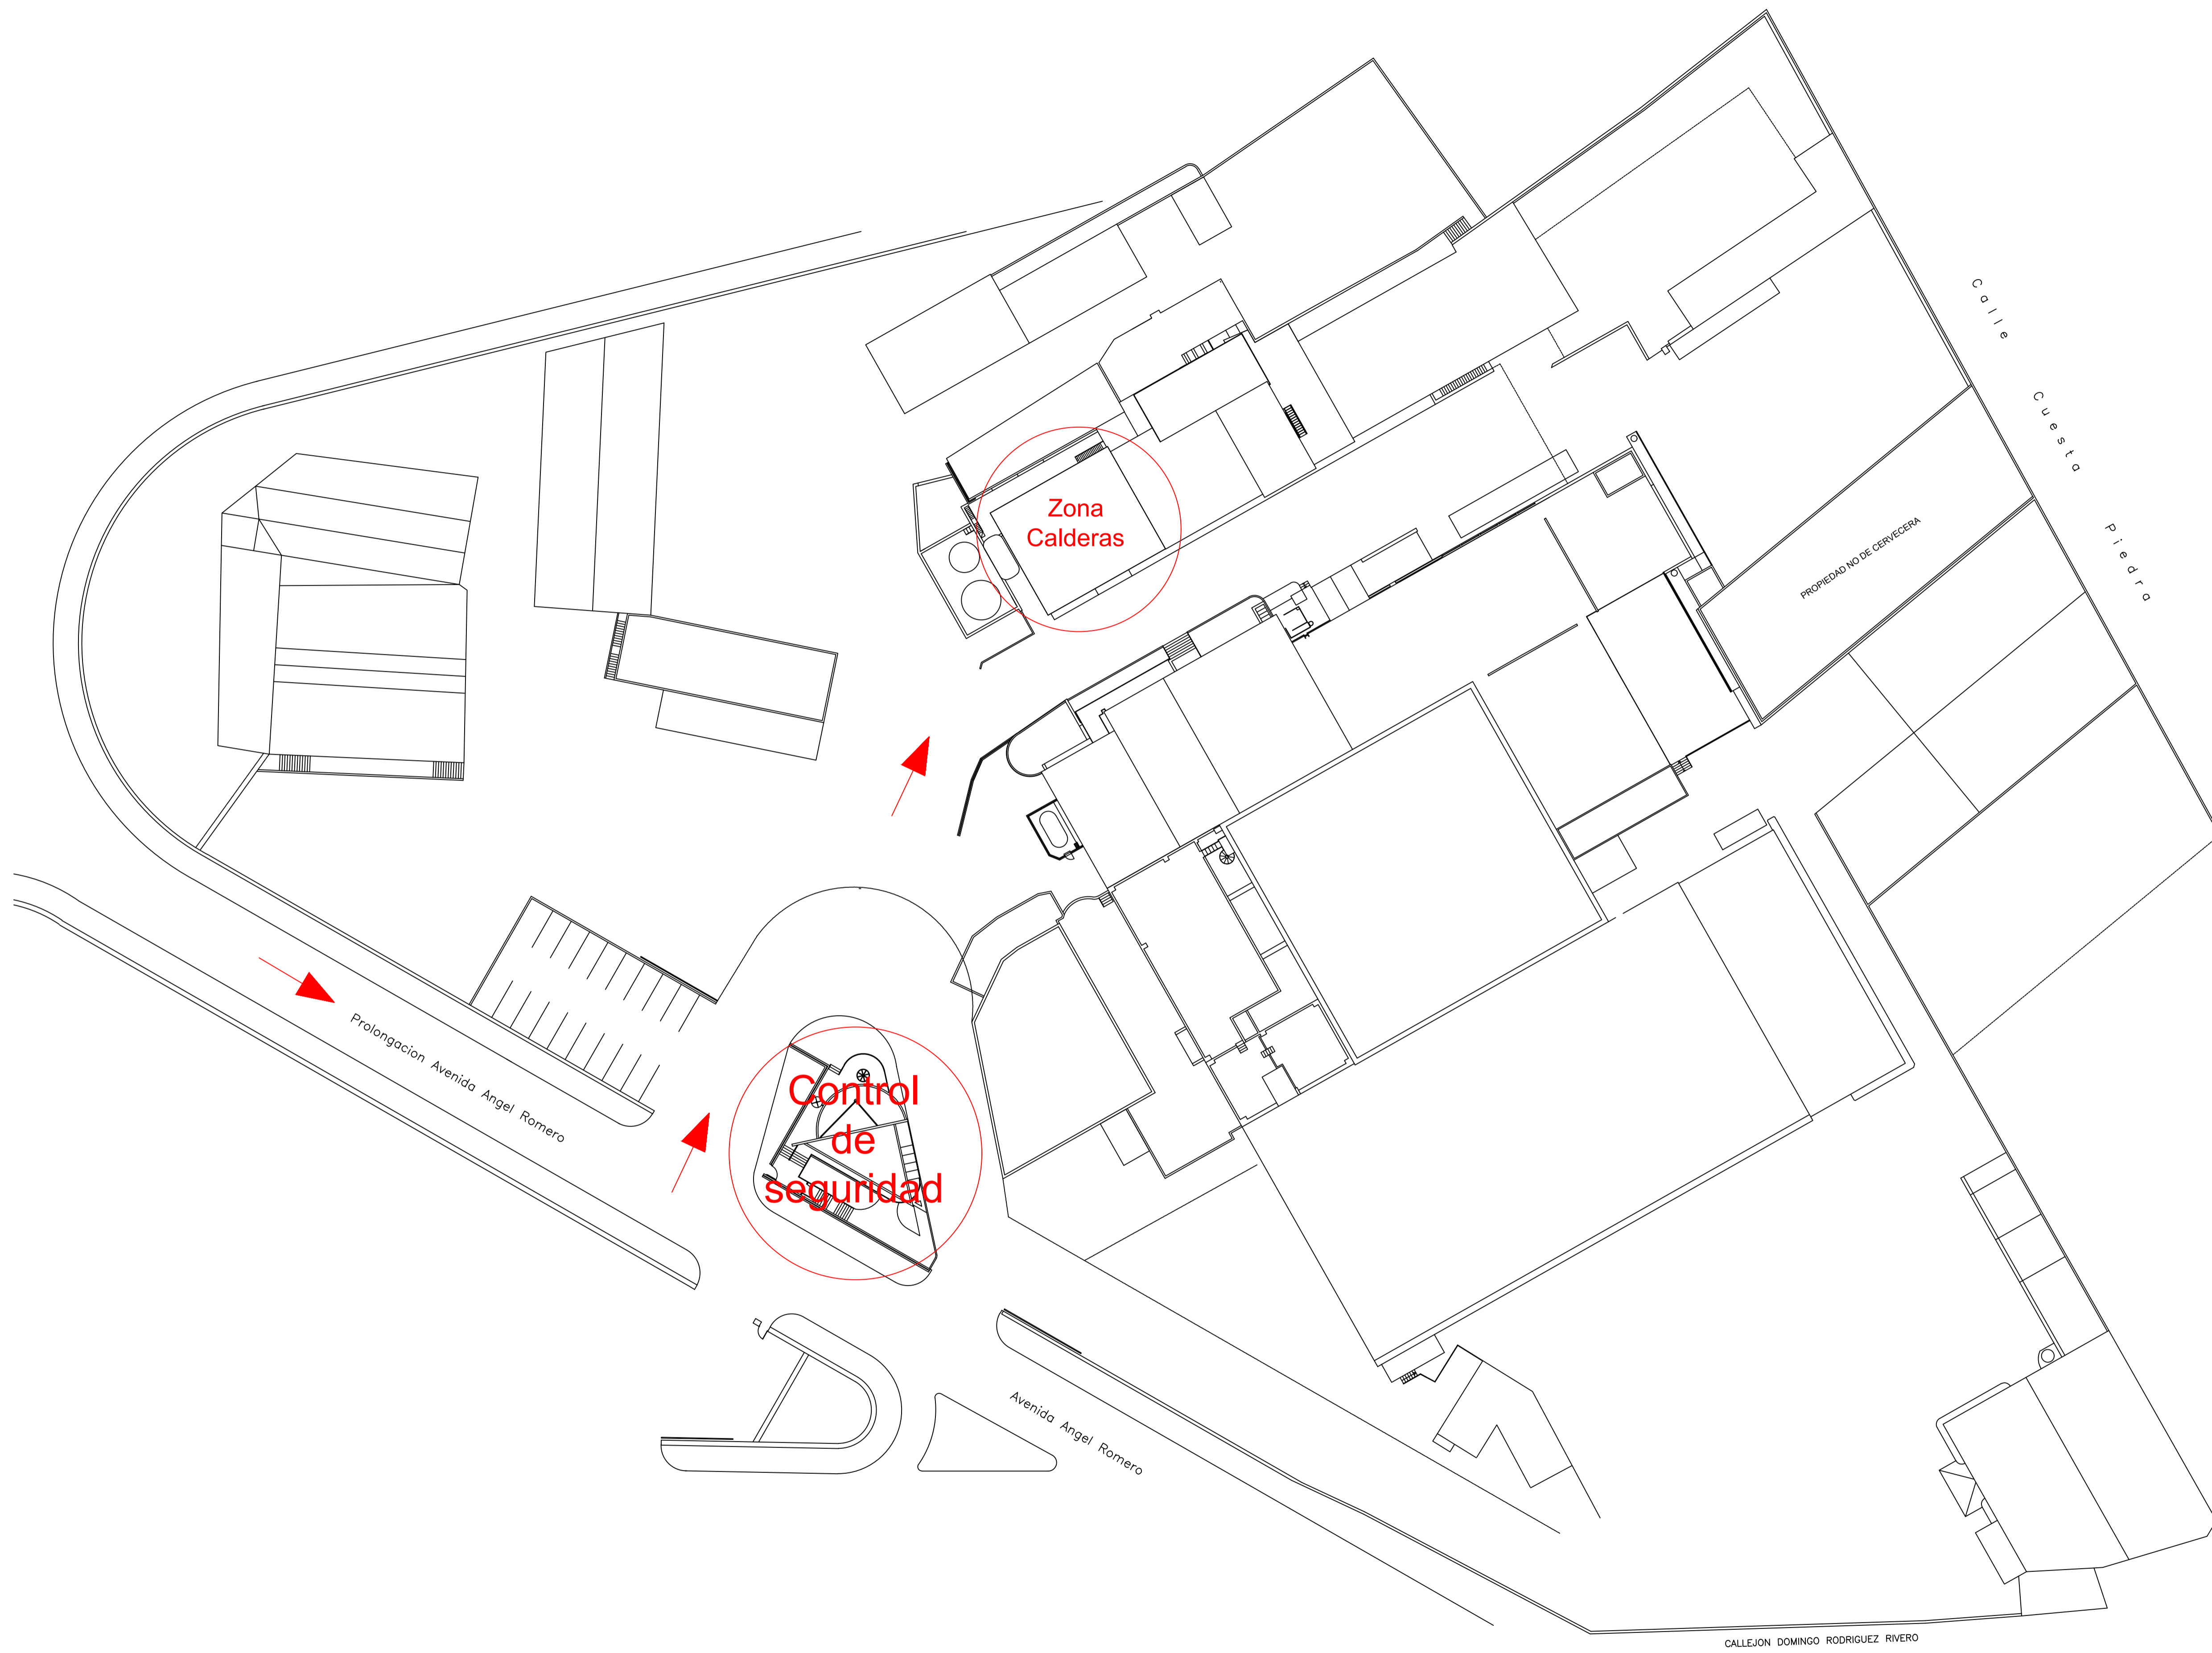 Calle Cuesta Piedra
Zona
Calderas
PROPIEDAD NO DE CERVECERA
Prolongacion Avenida Angel Romero
Control
de
seguridad
Avenida Angel Romero
CALLEJON DOMINGO RODRIGUEZ RIVERO